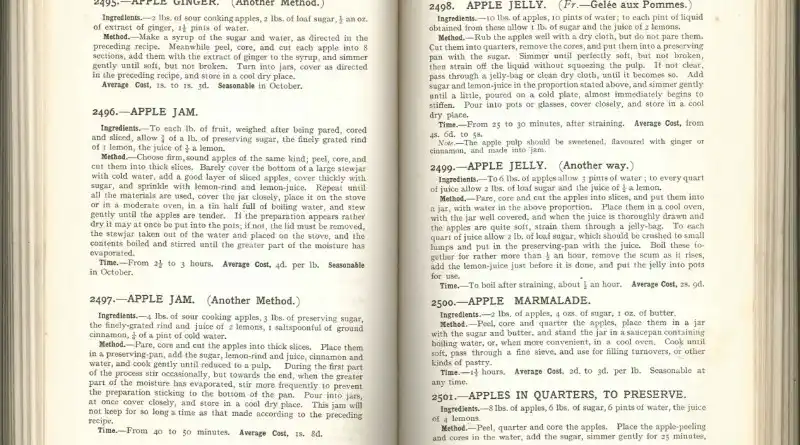 2495.—APPLE GINGER. (Another Method.)
Ingredients.—2 lbs. of sour cooking apples, 2 lbs. of loaf sugar, ½ an oz.
of extract of ginger, 1½ pints of water.
Method.—Make a syrup of the sugar and water, as directed in the
preceding recipe. Meanwhile peel, core, and cut each apple into 8
sections, add them with the extract of ginger to the syrup, and simmer
gently until soft, but not broken. Turn into jars, cover as directed
in the preceding recipe, and store in a cool dry place.
Average Cost, 1s. to 1s. 3d. Seasonable in October.
2496.—APPLE JAM.
Ingredients.—To each lb. of fruit, weighed after being pared, cored
and sliced, allow ¾ of a lb. of preserving sugar, the finely grated rind
of 1 lemon, the juice of ½ a lemon.
Method.—Choose firm, sound apples of the same kind; peel, core, and
cut them into thick slices. Barely cover the bottom of a large stewjar
with cold water, add a good layer of sliced apples, cover thickly with
sugar, and sprinkle with lemon-rind and lemon-juice. Repeat until
all the materials are used, cover the jar closely, place it on the stove
or in a moderate oven, in a tin half full of boiling water, and stew
gently until the apples are tender. If the preparation appears rather
dry it may at once be put into the pots; if not, the lid must be removed,
the stewjar taken out of the water and placed on the stove, and the
contents boiled and stirred until the greater part of the moisture has
evaporated.
Time.—From 2½ to 3 hours. Average Cost, 4d. per lb. Seasonable
in October.
2497.—APPLE JAM. (Another Method.)
Ingredients.—4 lbs. of sour cooking apples, 3 lbs. of preserving sugar,
the finely-grated rind and juice of 2 lemons, 1 saltspoonful of ground
cinnamon, ¼ of a pint of cold water.
Method.—Pare, core and cut the apples into thick slices. Place them
in a preserving-pan, add the sugar, lemon-rind and juice, cinnamon and
water, and cook gently until reduced to a pulp. During the first part
of the process stir occasionally, but towards the end, when the greater
part of the moisture has evaporated, stir more frequently to prevent
the preparation sticking to the bottom of the pan. Pour into jars,
at once cover closely, and store in a cool dry place. This jam will
not keep for so long a time as that made according to the preceding
recipe.
Time.—From 40 to 50 minutes. Average Cost, 1s. 8d.
2498. APPLE JELLY. (Fr.—Gelée aux Pommes.)
Ingredients.—10 lbs. of apples, 10 pints of water; to each pint of liquid
obtained from these allow 1 lb. of sugar and the juice of 2 lemons.
Method.—Rub the apples well with a dry cloth, but do not pare them.
Cut them into quarters, remove the cores, and put them into a preserving
pan with the sugar. Simmer until perfectly soft, but not broken,
then strain off the liquid without squeezing the pulp. If not clear,
pass through a jelly-bag or clean dry cloth, until it becomes so. Add
sugar and lemon-juice in the proportion stated above, and simmer gently
until a little, poured on a cold plate, almost immediately begins to
stiffen. Pour into pots or glasses, cover closely, and store in a cool
dry place.
Time.—From 25 to 30 minutes, after straining. Average Cost, from
4s. 6d. to 5s.
Note.—The apple pulp should be sweetened, flavoured with ginger or
cinnamon, and made into jam.
2499.—APPLE JELLY. (Another way.)
Ingredients.—To 6 lbs. of apples allow 3 pints of water; to every quart
of juice allow 2 lbs. of loaf sugar and the juice of ½ a lemon.
Method.—Pare, core and cut the apples into slices, and put them into
a jar, with water in the above proportion. Place them in a cool oven,
with the jar well covered, and when the juice is thoroughly drawn and
the apples are quite soft, strain them through a jelly-bag. To each
quart of juice allow 2 lb. of loaf sugar, which should be crushed to small
lumps and put in the preserving-pan with the juice. Boil these to-
gether for rather more than ½ an hour, remove the scum as it rises,
add the lemon-juice just before it is done, and put the jelly into pots
for use.
Time.—To boil after straining, about ½ an hour. Average Cost, 2s. 9d.
2500.—APPLE MARMALADE.
Ingredients.—2 lbs. of apples, 4 ozs. of sugar, 1 oz. of butter.
Method.—Peel, core and quarter the apples, place them in a jar
with the sugar and butter, and stand the jar in a saucepan containing
boiling water, or, when more convenient, in a cool oven. Cook until
soft, pass through a fine sieve, and use for filling turnovers, or other
kinds of pastry.
Time.—1½ hours. Average Cost, 2d. to 3d. per lb. Seasonable at
any time.
2501.—APPLES IN QUARTERS, TO PRESERVE.
Ingredients.—8 lbs. of apples, 6 lbs. of sugar, 6 pints of water, the juice
of 4 lemons.
Method.—Peel, quarter and core the apples. Place the apple-peeling
and cores in the water, add the sugar, simmer gently for 25 minutes,